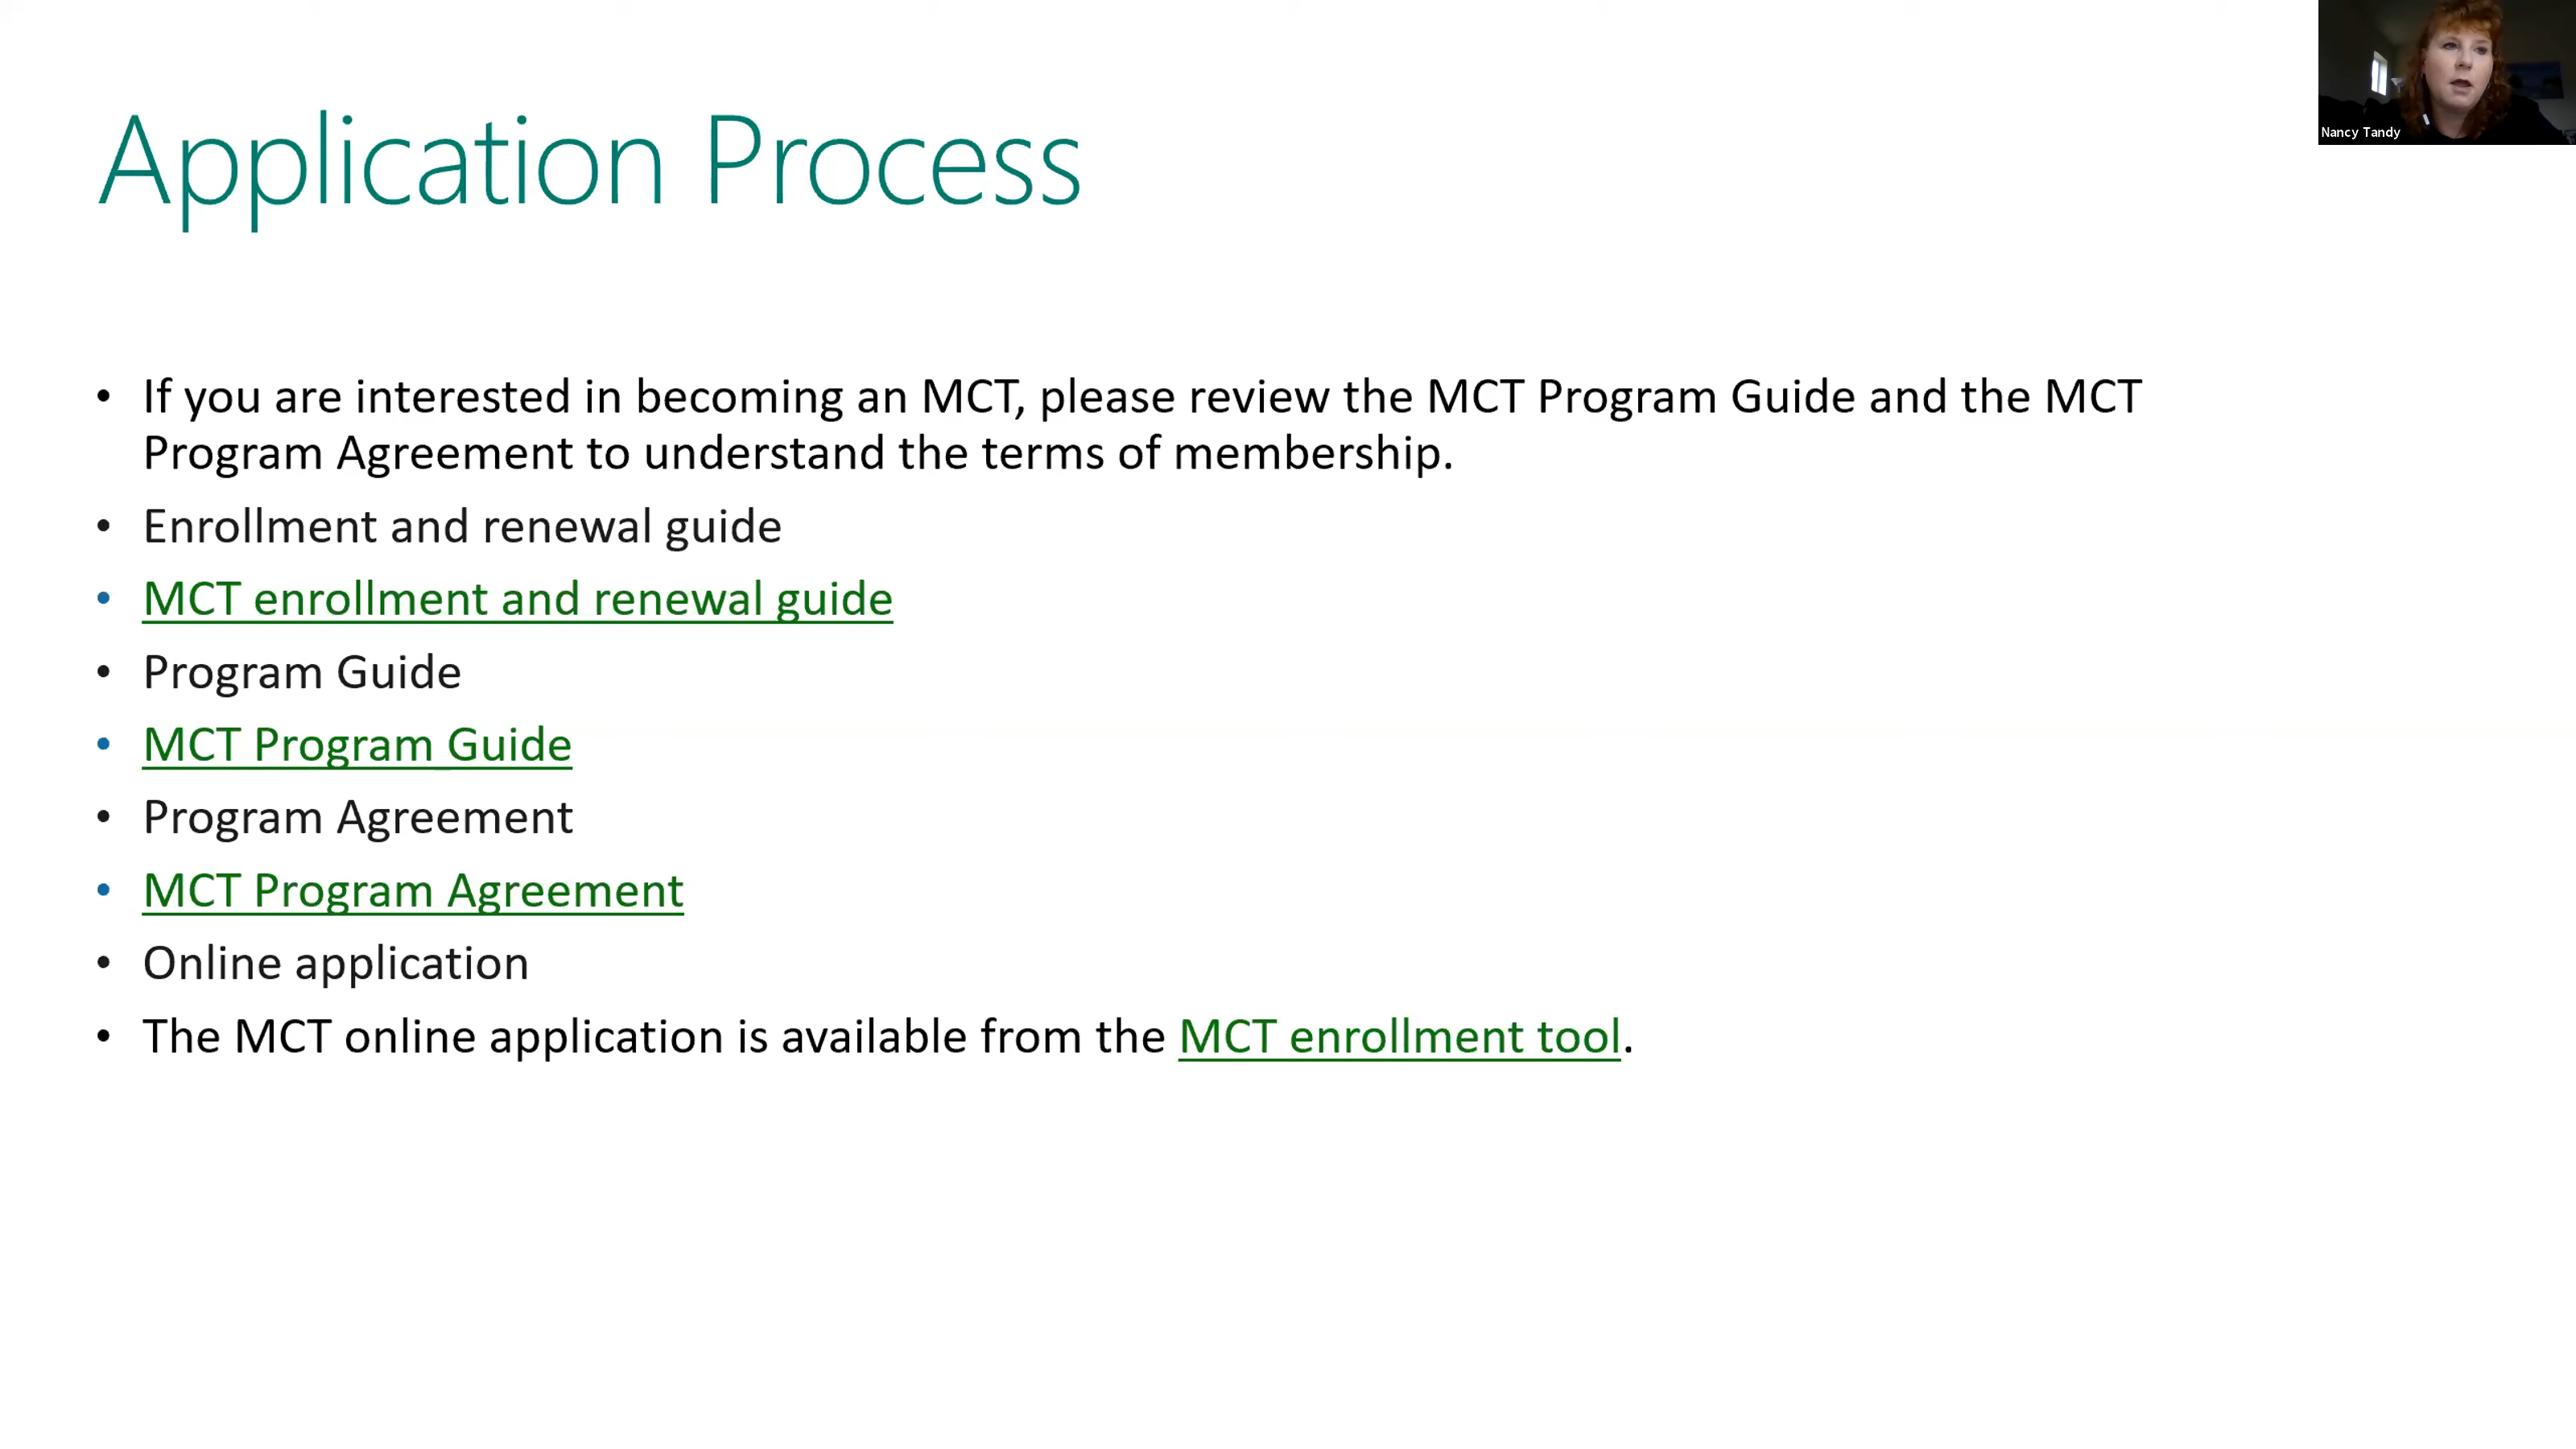 Nancy Tandy
Application Process
• If you are interested in becoming an MCT, please review the MCT Program Guide and the MCT
Program Agreement to understand the terms of membership.
• Enrollment and renewal guide
• MCT enrollment and renewal guide
• Program Guide
• MCT Program Guide
• Program Agreement
• MCT Program Agreement
• Online application
• The MCT online application is available from the MCT enrollment tool.